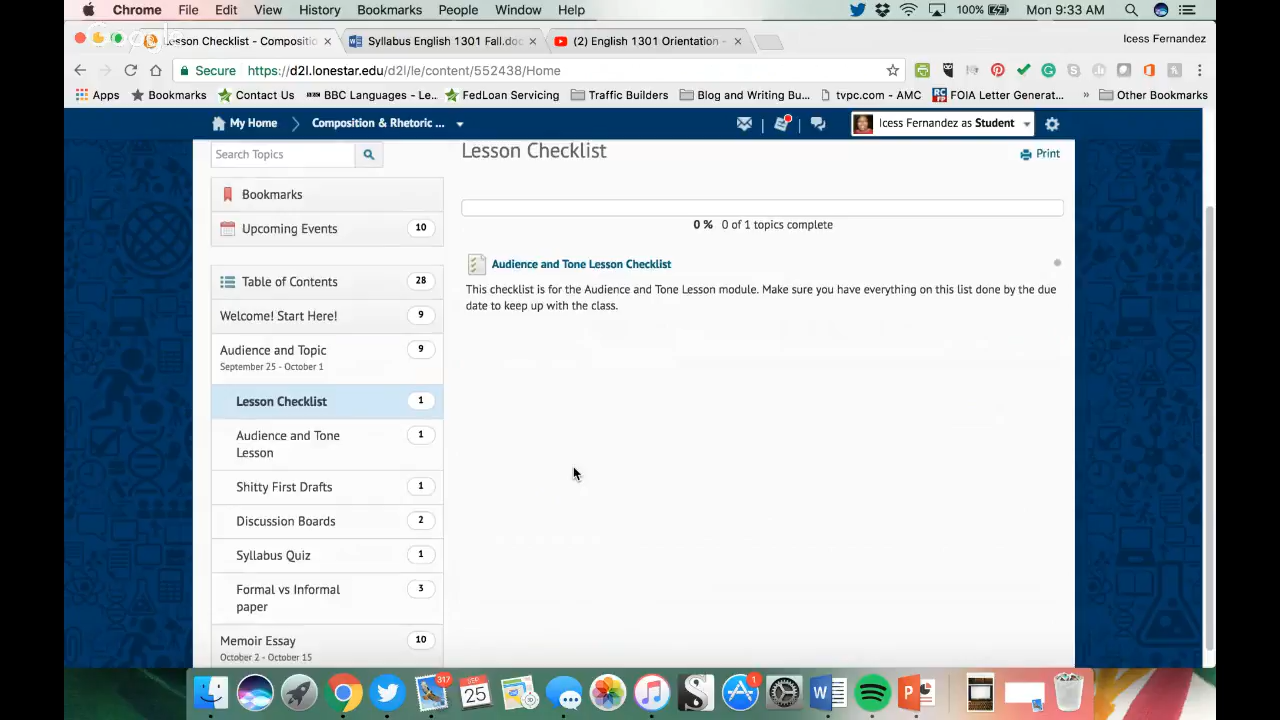 Chrome File Edit View History Bookmarks People Window Help 100% Mon 9:33 AM
Lesson Checklist - Compositio Syllabus English 1301 Fall.doc (2) English 1301 Orientation - Icess Fernandez
Secure https://d2l.lonestar.edu/d2l/le/content/552438/Home
Apps Bookmarks Contact Us BBC Languages - Le... FedLoan Servicing Traffic Builders Blog and Writing Bu... tvpc.com - AMC FOIA Letter Generat... » Other Bookmarks
My Home Composition & Rhetoric ... Icess Fernandez as Student
Search Topics
Lesson Checklist
Print
Bookmarks
Upcoming Events 10
0 % 0 of 1 topics complete
Table of Contents 28
Welcome! Start Here! 9
Audience and Topic 9
September 25 - October 1
Lesson Checklist 1
Audience and Tone
Lesson 1
Shitty First Drafts 1
Discussion Boards 2
Syllabus Quiz 1
Formal vs Informal
paper 3
Memoir Essay 10
October 2 - October 15
Audience and Tone Lesson Checklist
This checklist is for the Audience and Tone Lesson module. Make sure you have everything on this list done by the due
date to keep up with the class.
317
SEP
25
1